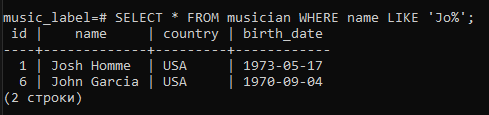 music_label=# SELECT * FROM musician WHERE name LIKE 'Jo%';
 id |    name     | country | birth_date
----+-------------+---------+------------
  1 | Josh Homme  | USA     | 1973-05-17
  6 | John Garcia | USA     | 1970-09-04
(2 строки)